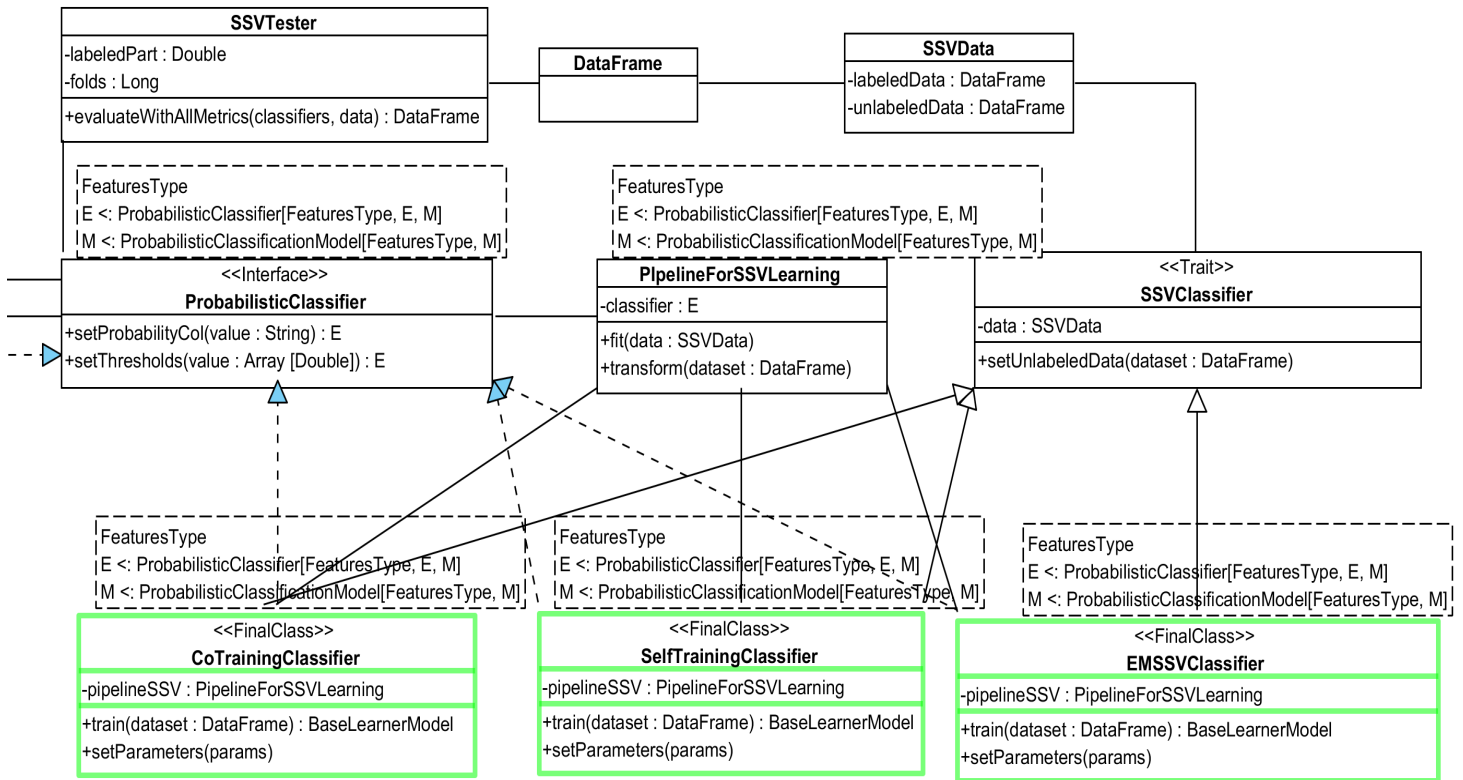 SSVTester
-labeledPart : Double
-folds : Long
+evaluateWithAllMetrics(classifiers, data) : DataFrame
DataFrame
SSVData
-labeledData : DataFrame
-unlabeledData : DataFrame
FeaturesType
E <: ProbabilisticClassifier[FeaturesType, E, M]
M <: ProbabilisticClassificationModel[FeaturesType, M]
<<Interface>>
ProbabilisticClassifier
+setProbabilityCol(value : String) : E
+setThresholds(value : Array [Double]) : E
FeaturesType
E <: ProbabilisticClassifier[FeaturesType, E, M]
M <: ProbabilisticClassificationModel[FeaturesType, M]
PIpelineForSSVLearning
-classifier : E
+fit(data : SSVData)
+transform(dataset : DataFrame)
<<Trait>>
SSVClassifier
-data : SSVData
+setUnlabeledData(dataset : DataFrame)
FeaturesType
E <: ProbabilisticClassifier[FeaturesType, E, M]
M <: ProbabilisticClassificationModel[FeaturesType, M]
<<FinalClass>>
CoTrainingClassifier
-pipelineSSV : PipelineForSSVLearning
+train(dataset : DataFrame) : BaseLearnerModel
+setParameters(params)
FeaturesType
E <: ProbabilisticClassifier[FeaturesType, E, M]
M <: ProbabilisticClassificationModel[FeaturesType, M]
<<FinalClass>>
SelfTrainingClassifier
-pipelineSSV : PipelineForSSVLearning
+train(dataset : DataFrame) : BaseLearnerModel
+setParameters(params)
FeaturesType
E <: ProbabilisticClassifier[FeaturesType, E, M]
M <: ProbabilisticClassificationModel[FeaturesType, M]
<<FinalClass>>
EMSSVClassifier
-pipelineSSV : PipelineForSSVLearning
+train(dataset : DataFrame) : BaseLearnerModel
+setParameters(params)